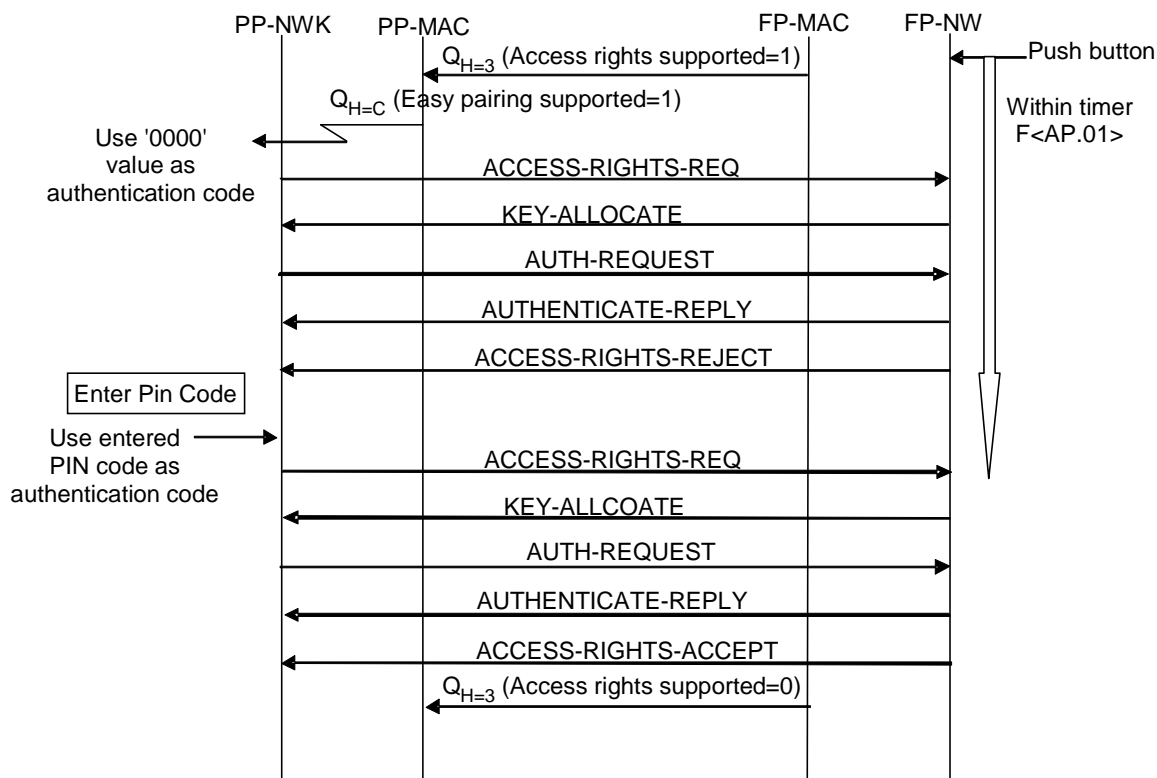 PP-NWK PP-MAC FP-MAC FP-NW
Q_H=3 (Access rights supported=1)
Push button
Q_H=C (Easy pairing supported=1)
Within timer
F<AP.01>
Use '0000'
value as
authentication code
ACCESS-RIGHTS-REQ
KEY-ALLOCATE
AUTH-REQUEST
AUTHENTICATE-REPLY
ACCESS-RIGHTS-REJECT
Enter Pin Code
Use entered
PIN code as
authentication code
ACCESS-RIGHTS-REQ
KEY-ALLCOATE
AUTH-REQUEST
AUTHENTICATE-REPLY
ACCESS-RIGHTS-ACCEPT
Q_H=3 (Access rights supported=0)